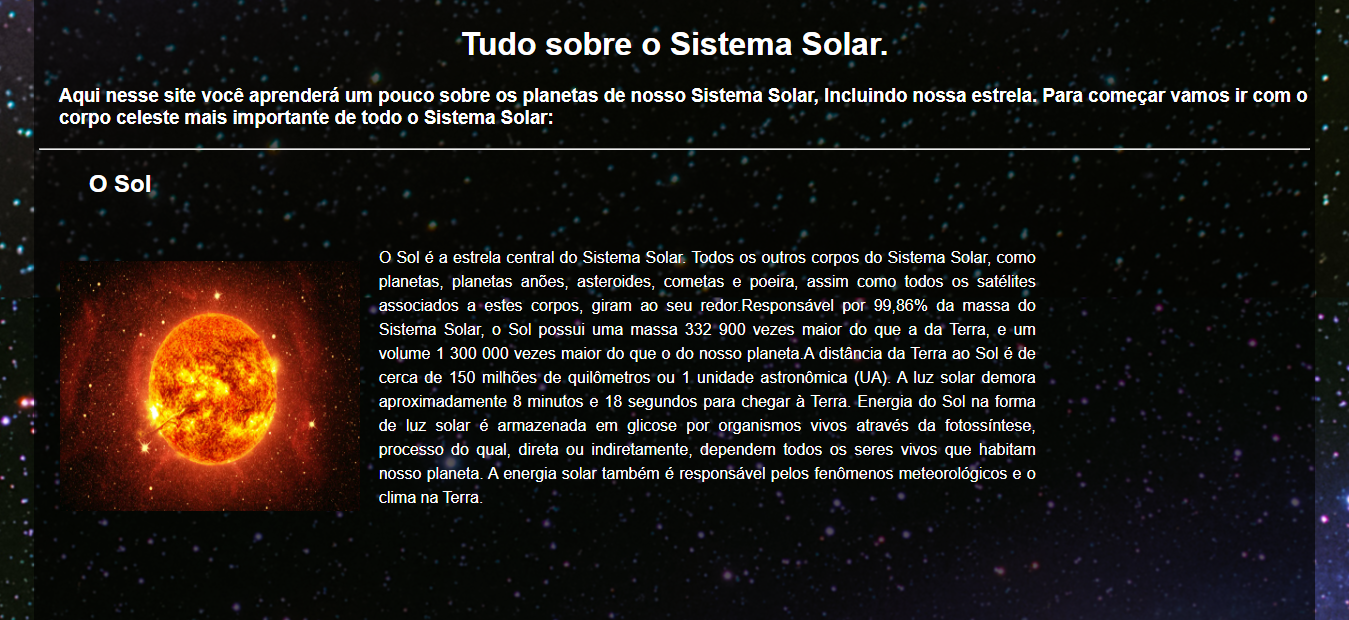 Tudo sobre o Sistema Solar.
Aqui nesse site você aprenderá um pouco sobre os planetas de nosso Sistema Solar, Incluindo nossa estrela. Para começar vamos ir com o
corpo celeste mais importante de todo o Sistema Solar:
O Sol
O Sol é a estrela central do Sistema Solar. Todos os outros corpos do Sistema Solar, como
planetas, planetas anões, asteroides, cometas e poeira, assim como todos os satélites
associados a estes corpos, giram ao seu redor.Responsável por 99,86% da massa do
Sistema Solar, o Sol possui uma massa 332 900 vezes maior do que a da Terra, e um
volume 1 300 000 vezes maior do que o do nosso planeta.A distância da Terra ao Sol é de
cerca de 150 milhões de quilômetros ou 1 unidade astronômica (UA). A luz solar demora
aproximadamente 8 minutos e 18 segundos para chegar à Terra. Energia do Sol na forma
de luz solar é armazenada em glicose por organismos vivos através da fotossíntese,
processo do qual, direta ou indiretamente, dependem todos os seres vivos que habitam
nosso planeta. A energia solar também é responsável pelos fenômenos meteorológicos e o
clima na Terra.